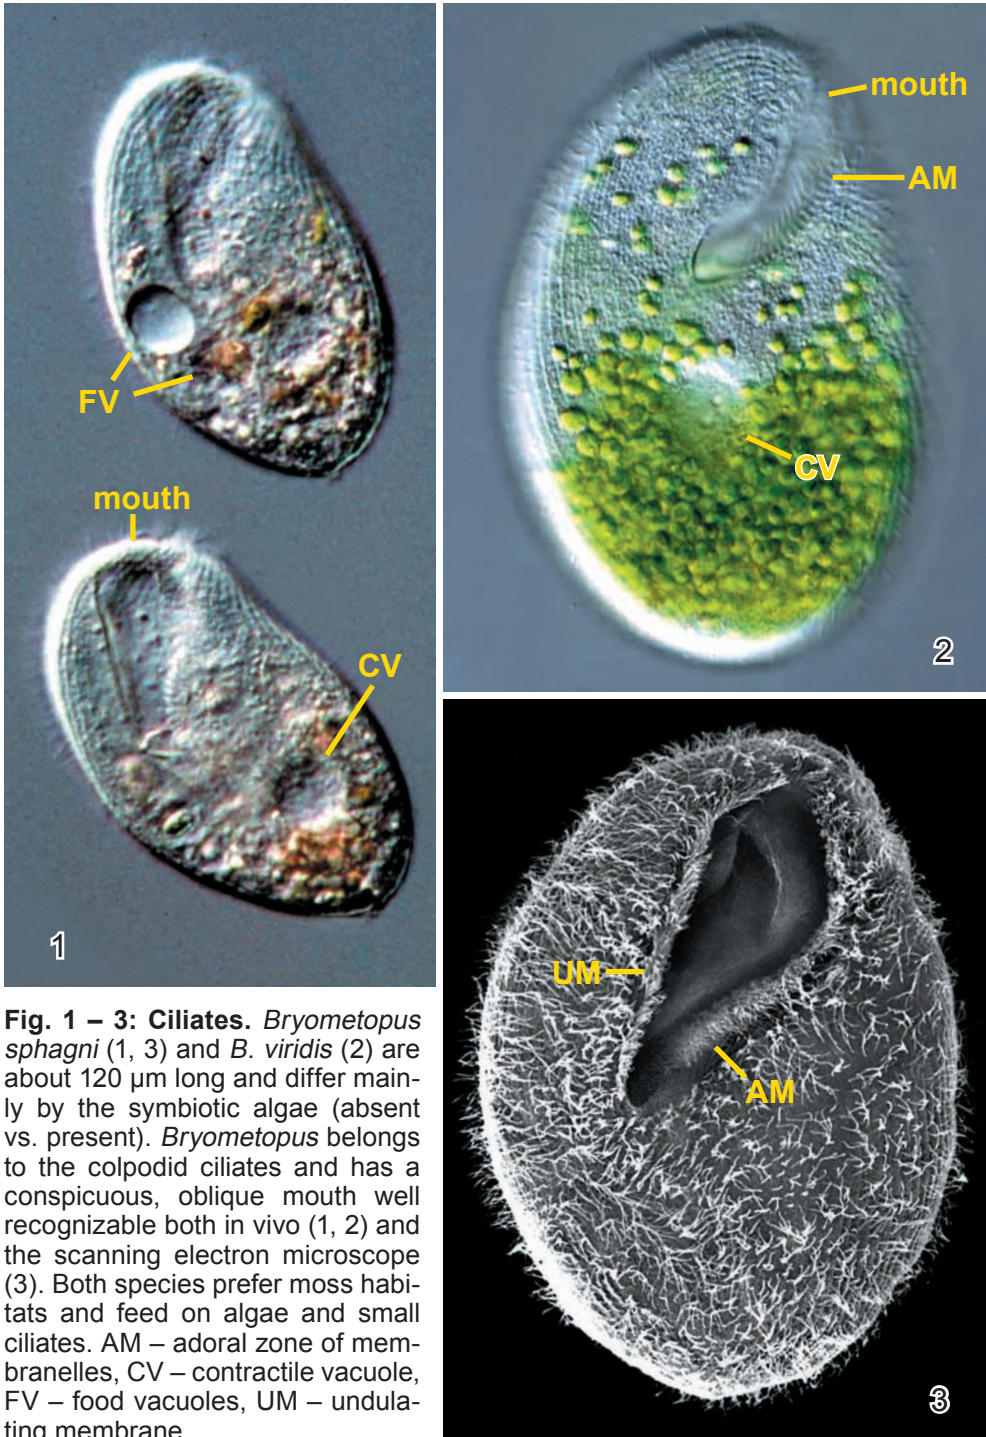 FV
mouth
CV
1
mouth
AM
CV
2
UM
AM
3
Fig. 1 – 3: Ciliates. Bryometopus
sphagni (1, 3) and B. viridis (2) are
about 120 µm long and differ main-
ly by the symbiotic algae (absent
vs. present). Bryometopus belongs
to the colpodid ciliates and has a
conspicuous, oblique mouth well
recognizable both in vivo (1, 2) and
the scanning electron microscope
(3). Both species prefer moss habi-
tats and feed on algae and small
ciliates. AM – adoral zone of mem-
branelles, CV – contractile vacuole,
FV – food vacuoles, UM – undula-
ting membrane